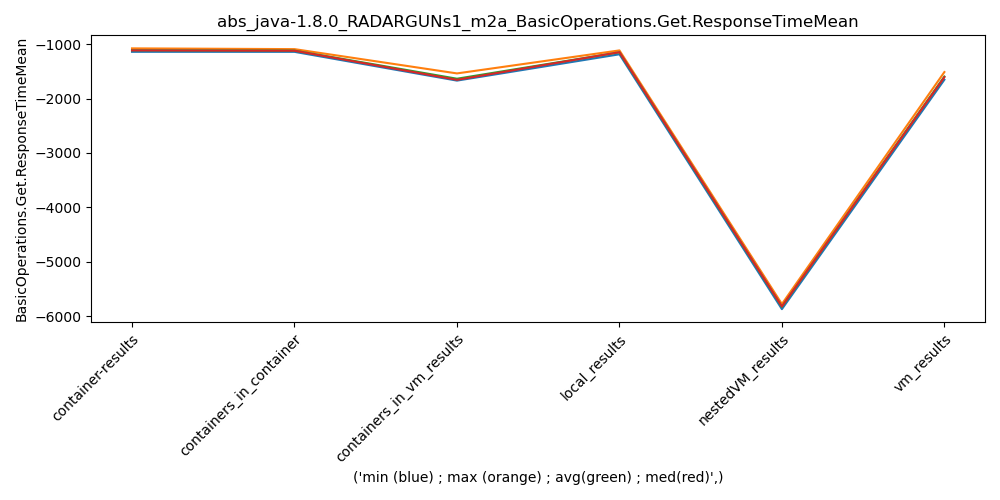 abs_java-1.8.0_RADARGUNs1_m2a_BasicOperations.Get.ResponseTimeMean
BasicOperations.Get.ResponseTimeMean
−1000
−2000
−3000
−4000
−5000
−6000
container-results
containers_in_container
containers_in_vm_results
local_results
nestedVM_results
vm_results
('min (blue) ; max (orange) ; avg(green) ; med(red)',)